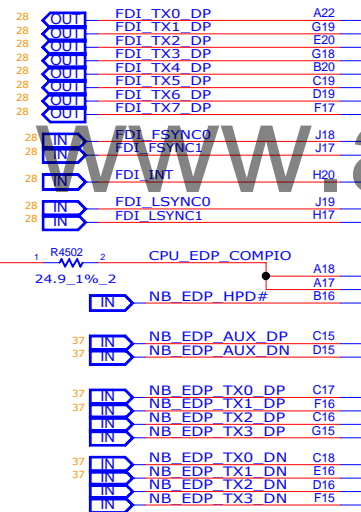 28 OUT FDI_TX0_DP A22
28 OUT FDI_TX1_DP G19
28 OUT FDI_TX2_DP E20
28 OUT FDI_TX3_DP G18
28 OUT FDI_TX4_DP B20
28 OUT FDI_TX5_DP C19
28 OUT FDI_TX6_DP D19
28 OUT FDI_TX7_DP F17
28 IN FDI_FSYNC0 J18
28 IN FDI_FSYNC1 J17
www.a
28 IN FDI_INT H20
28 IN FDI_LSYNC0 J19
28 IN FDI_LSYNC1 H17
1 R4502 2 CPU_EDP_COMPIO
A18
24.9_1%_2 A17
IN NB_EDP_HPD# B16
37 IN NB_EDP_AUX_DP C15
37 IN NB_EDP_AUX_DN D15
37 IN NB_EDP_TX0_DP C17
37 IN NB_EDP_TX1_DP F16
IN NB_EDP_TX2_DP C16
IN NB_EDP_TX3_DP G15
37 IN NB_EDP_TX0_DN C18
37 IN NB_EDP_TX1_DN E16
IN NB_EDP_TX2_DN D16
IN NB_EDP_TX3_DN F15